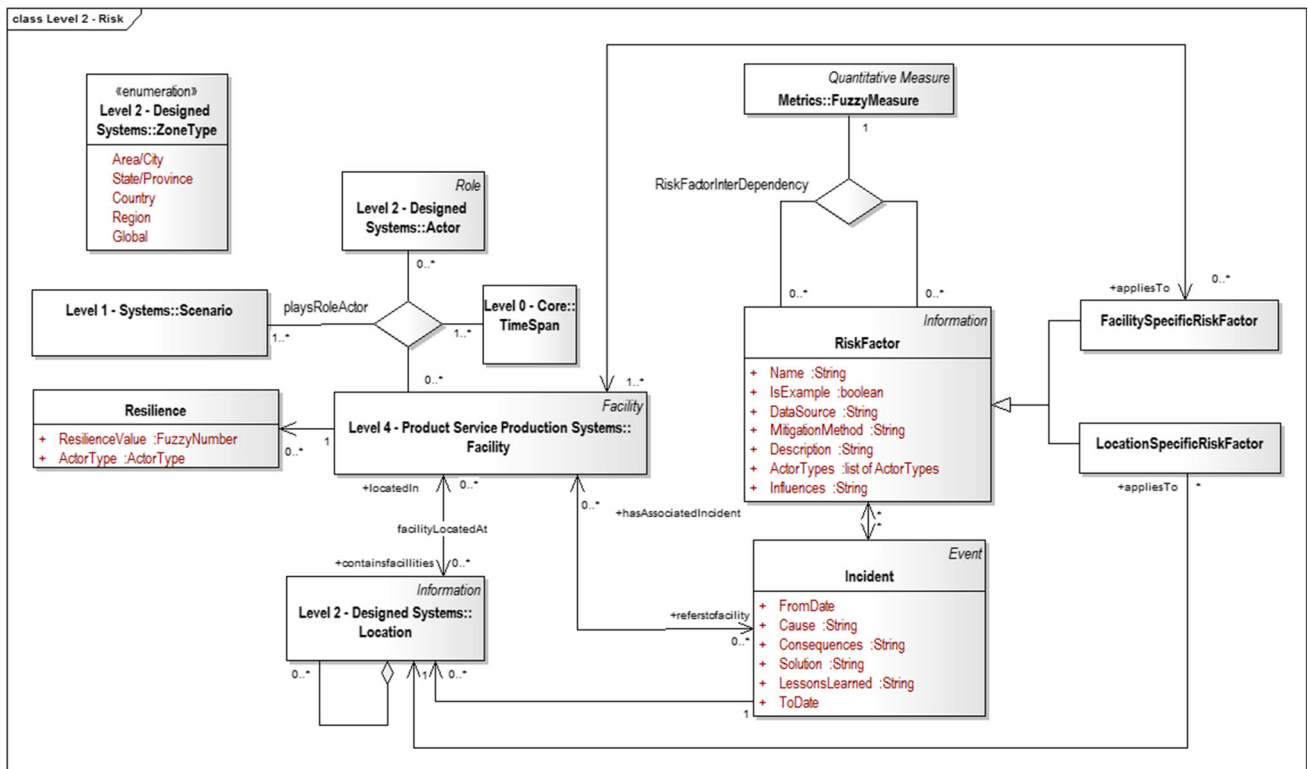 class Level 2 - Risk
«enumeration»
Level 2 - Designed
Systems::ZoneType
Area/City
State/Province
Country
Region
Global
Role
Level 2 - Designed
Systems::Actor
0..*
Level 1 - Systems::Scenario
1..*
playsRoleActor
1..*
Level 0 - Core::
TimeSpan
0..*
Resilience
+ ResilienceValue :FuzzyNumber
+ ActorType :ActorType
0..*
1
Facility
Level 4 - Product Service Production Systems::
Facility
1..*
+locatedIn
0..*
facilityLocatedAt
+containsfacillities
0..*
0..*
+hasAssociatedIncident
+referstofacility
0..*
Information
Level 2 - Designed Systems::
Location
0..*
1
0..*
Quantitative Measure
Metrics::FuzzyMeasure
1
RiskFactorInterDependency
0..*
0..*
Information
RiskFactor
+ Name :String
+ IsExample :boolean
+ DataSource :String
+ MitigationMethod :String
+ Description :String
+ ActorTypes :list of ActorTypes
+ Influences :String
*
*
Event
Incident
+ FromDate
+ Cause :String
+ Consequences :String
+ Solution :String
+ LessonsLearned :String
+ ToDate
1
+appliesTo
0..*
FacilitySpecificRiskFactor
LocationSpecificRiskFactor
+appliesTo
*